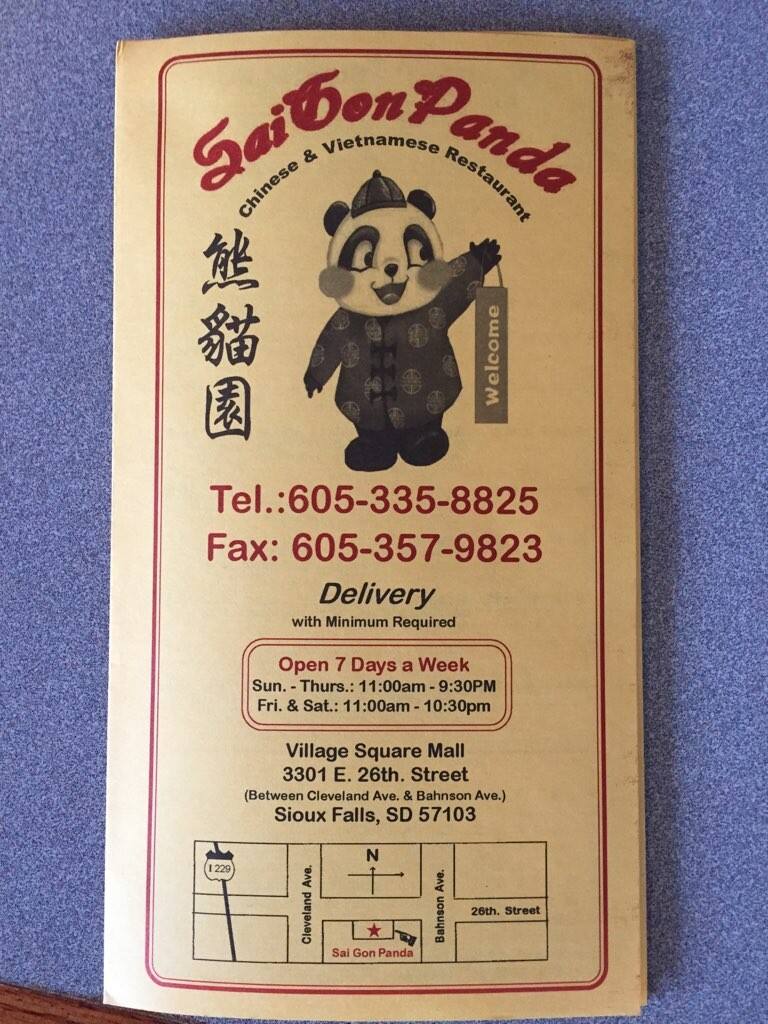 SaiGon Panda
Chinese & Vietnamese Restaurant
熊貓園
Welcome
Tel.:605-335-8825
Fax: 605-357-9823
Delivery
with Minimum Required
Open 7 Days a Week
Sun. - Thurs.: 11:00am - 9:30PM
Fri. & Sat.: 11:00am - 10:30pm
Village Square Mall
3301 E. 26th. Street
(Between Cleveland Ave. & Bahnson Ave.)
Sioux Falls, SD 57103
I 229
Cleveland Ave.
N
Bahnson Ave.
26th. Street
Sai Gon Panda